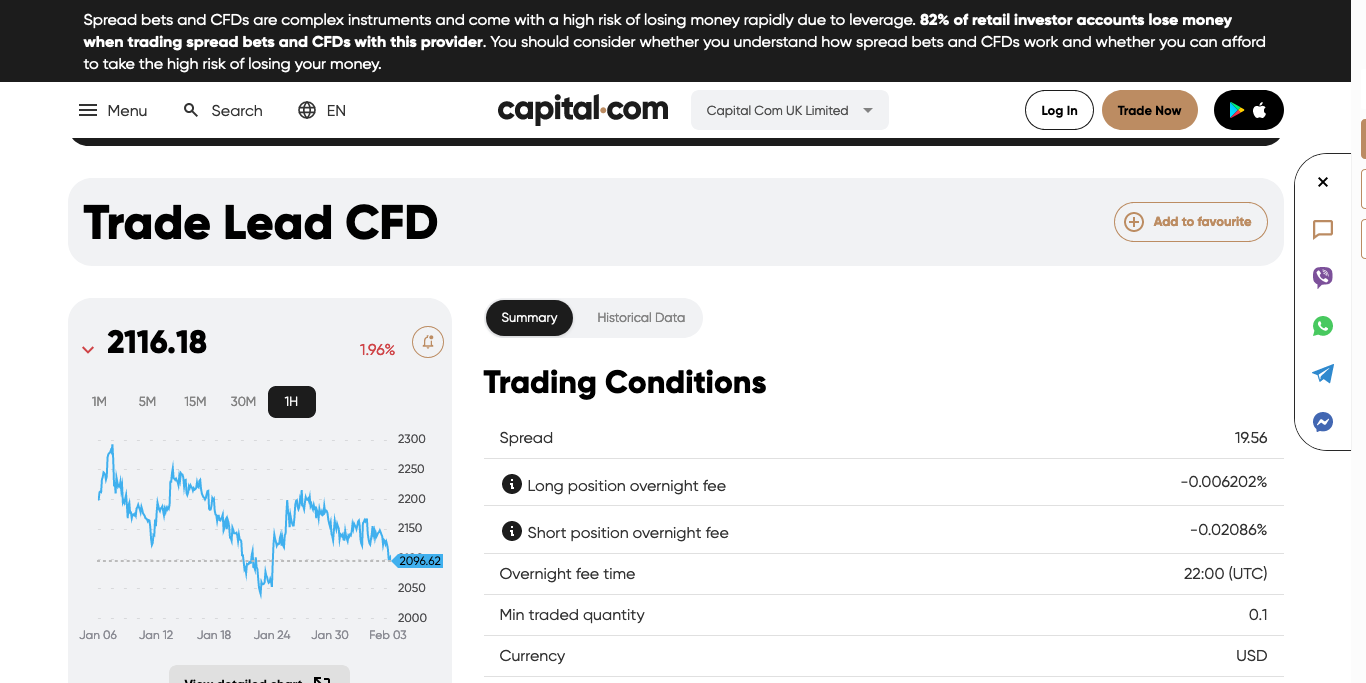 Spread bets and CFDs are complex instruments and come with a high risk of losing money rapidly due to leverage. 82% of retail investor accounts lose money
when trading spread bets and CFDs with this provider. You should consider whether you understand how spread bets and CFDs work and whether you can afford
to take the high risk of losing your money.
Menu Search EN capital.com Capital Com UK Limited Log In Trade Now
Trade Lead CFD
Add to favourite
2116.18 1.96%
1M 5M 15M 30M 1H
2300
2250
2200
2150
2096.62
2050
2000
Jan 06 Jan 12 Jan 18 Jan 24 Jan 30 Feb 03
View detailed chart
Summary Historical Data
Trading Conditions
Spread 19.56
Long position overnight fee -0.006202%
Short position overnight fee -0.02086%
Overnight fee time 22:00 (UTC)
Min traded quantity 0.1
Currency USD